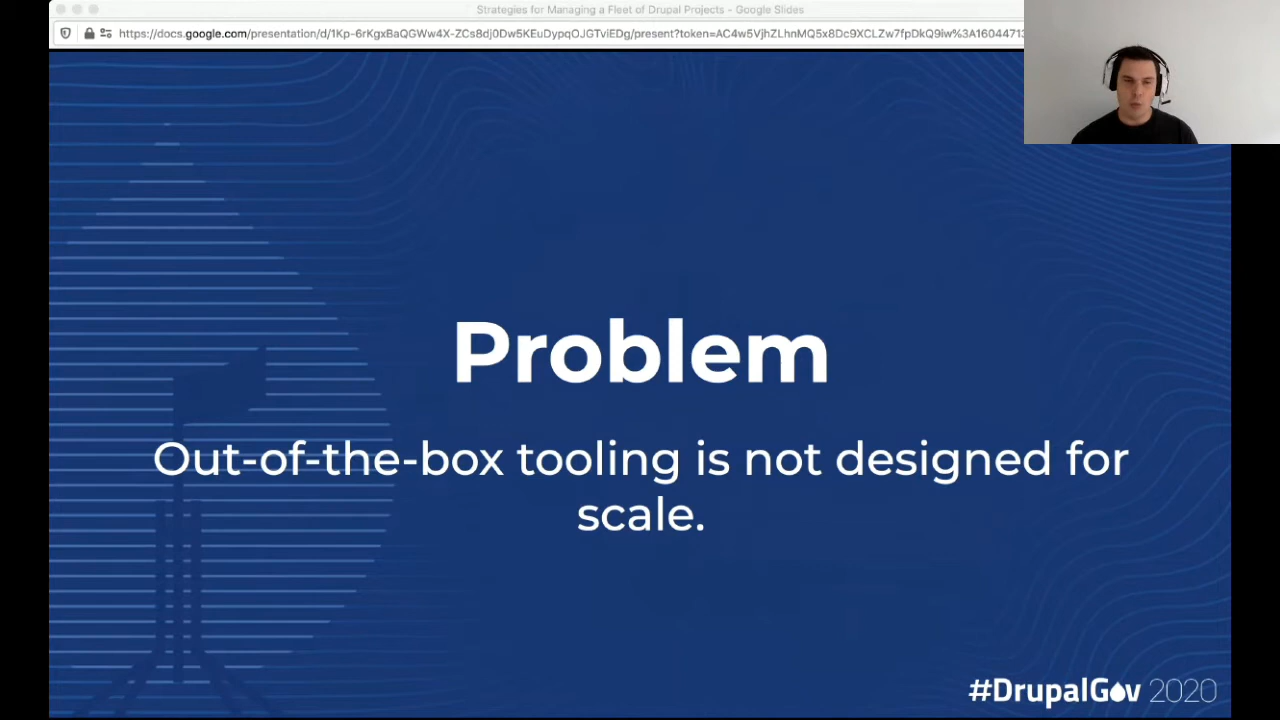 Strategies for Managing a Fleet of Drupal Projects - Google Slides
Problem
Out-of-the-box tooling is not designed for
scale.
#DrupalGov 2020